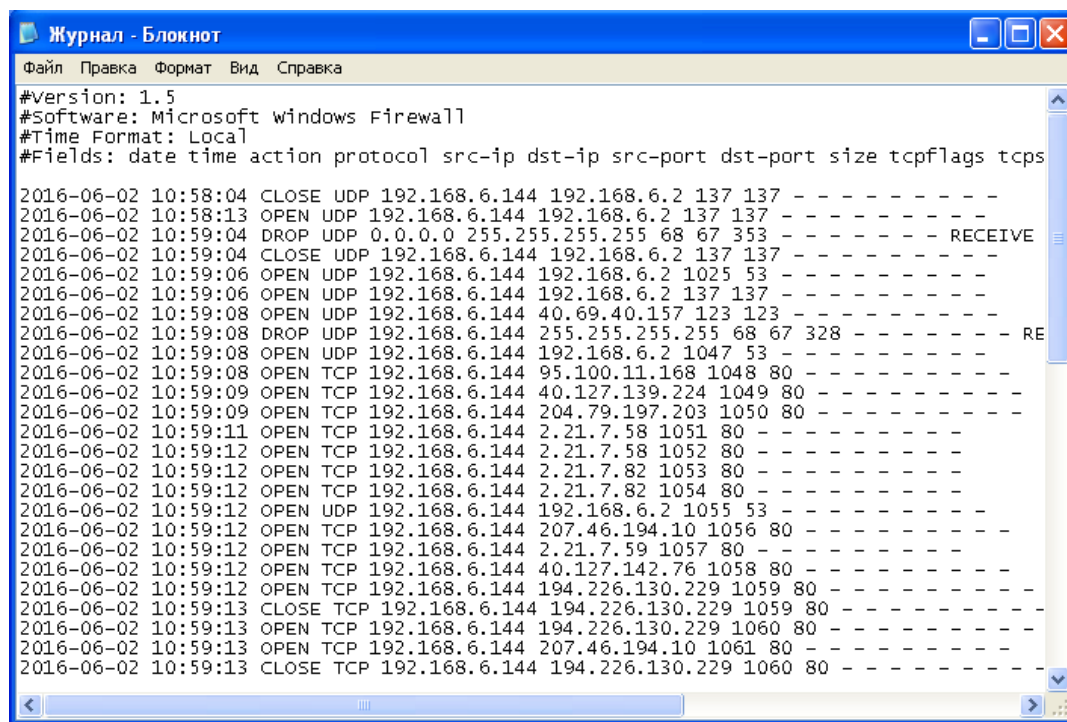 Журнал - Блокнот
Файл Правка Формат Вид Справка
#Version: 1.5
#Software: Microsoft Windows Firewall
#Time Format: Local
#Fields: date time action protocol src-ip dst-ip src-port dst-port size tcpflags tcps
2016-06-02 10:58:04 CLOSE UDP 192.168.6.144 192.168.6.2 137 137 - - - - - - - - -
2016-06-02 10:58:13 OPEN UDP 192.168.6.144 192.168.6.2 137 137 - - - - - - - - -
2016-06-02 10:59:04 DROP UDP 0.0.0.0 255.255.255.255 68 67 353 - - - - - - - RECEIVE
2016-06-02 10:59:04 CLOSE UDP 192.168.6.144 192.168.6.2 137 137 - - - - - - - - -
2016-06-02 10:59:06 OPEN UDP 192.168.6.144 192.168.6.2 1025 53 - - - - - - - - -
2016-06-02 10:59:06 OPEN UDP 192.168.6.144 192.168.6.2 137 137 - - - - - - - - -
2016-06-02 10:59:08 OPEN UDP 192.168.6.144 40.69.40.157 123 123 - - - - - - - - -
2016-06-02 10:59:08 DROP UDP 192.168.6.144 255.255.255.255 68 67 328 - - - - - - - RE
2016-06-02 10:59:08 OPEN UDP 192.168.6.144 192.168.6.2 1047 53 - - - - - - - - -
2016-06-02 10:59:08 OPEN TCP 192.168.6.144 95.100.11.168 1048 80 - - - - - - - - -
2016-06-02 10:59:09 OPEN TCP 192.168.6.144 40.127.139.224 1049 80 - - - - - - - - -
2016-06-02 10:59:09 OPEN TCP 192.168.6.144 204.79.197.203 1050 80 - - - - - - - - -
2016-06-02 10:59:11 OPEN TCP 192.168.6.144 2.21.7.58 1051 80 - - - - - - - - -
2016-06-02 10:59:12 OPEN TCP 192.168.6.144 2.21.7.58 1052 80 - - - - - - - - -
2016-06-02 10:59:12 OPEN TCP 192.168.6.144 2.21.7.82 1053 80 - - - - - - - - -
2016-06-02 10:59:12 OPEN TCP 192.168.6.144 2.21.7.82 1054 80 - - - - - - - - -
2016-06-02 10:59:12 OPEN UDP 192.168.6.144 192.168.6.2 1055 53 - - - - - - - - -
2016-06-02 10:59:12 OPEN TCP 192.168.6.144 207.46.194.10 1056 80 - - - - - - - - -
2016-06-02 10:59:12 OPEN TCP 192.168.6.144 2.21.7.59 1057 80 - - - - - - - - -
2016-06-02 10:59:12 OPEN TCP 192.168.6.144 40.127.142.76 1058 80 - - - - - - - - -
2016-06-02 10:59:12 OPEN TCP 192.168.6.144 194.226.130.229 1059 80 - - - - - - - - -
2016-06-02 10:59:13 CLOSE TCP 192.168.6.144 194.226.130.229 1059 80 - - - - - - - - -
2016-06-02 10:59:13 OPEN TCP 192.168.6.144 194.226.130.229 1060 80 - - - - - - - - -
2016-06-02 10:59:13 OPEN TCP 192.168.6.144 207.46.194.10 1061 80 - - - - - - - - -
2016-06-02 10:59:13 CLOSE TCP 192.168.6.144 194.226.130.229 1060 80 - - - - - - - - -